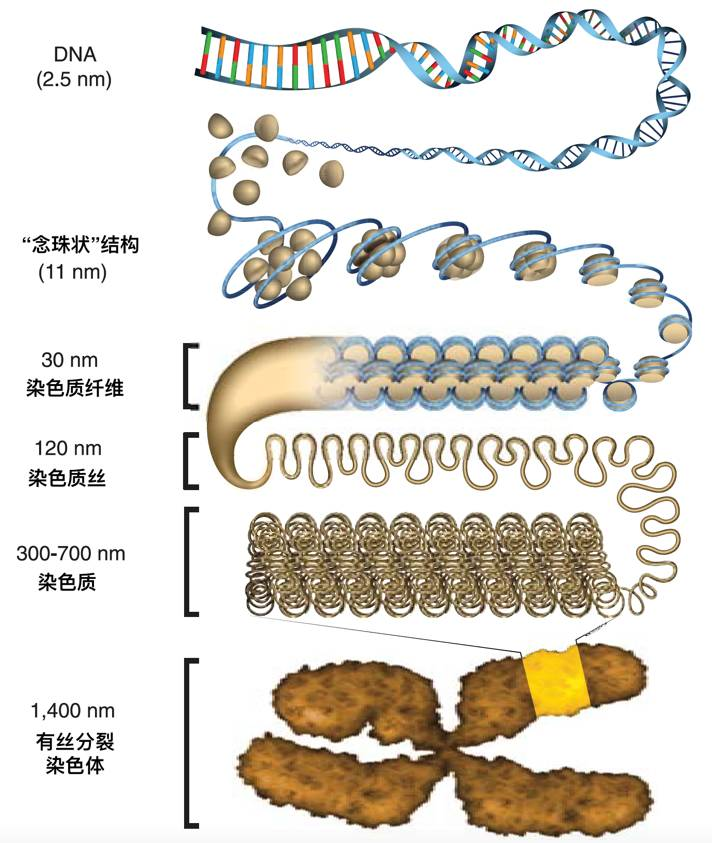 DNA
(2.5 nm)
“念珠状”结构
(11 nm)
30 nm
染色质纤维
120 nm
染色质丝
300-700 nm
染色质
1,400 nm
有丝分裂
染色体